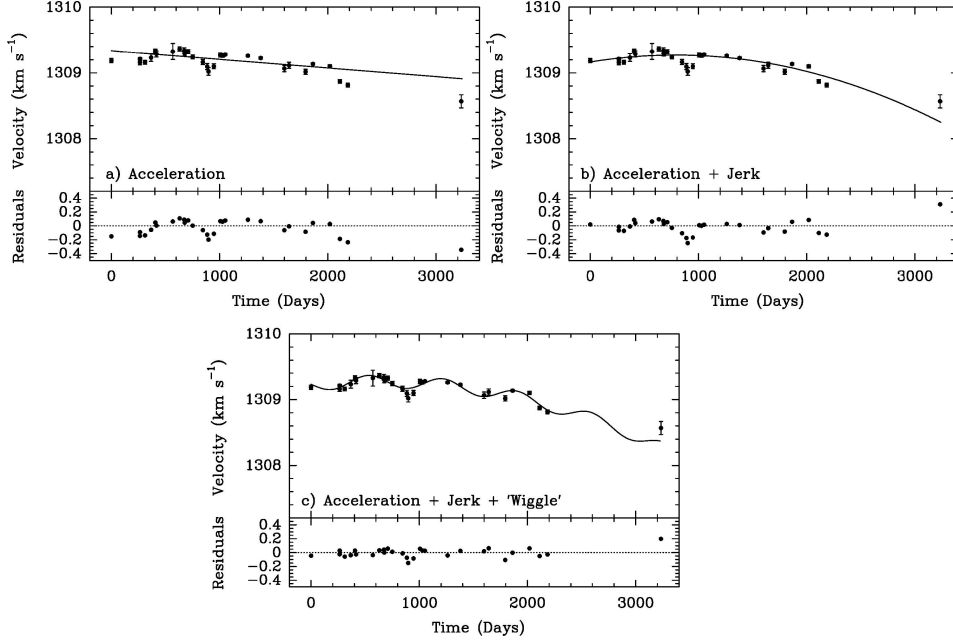 1310
1309
1308
Velocity (km s⁻¹)
a) Acceleration
0.4
0.2
0
−0.2
−0.4
Residuals
0 1000 2000 3000
Time (Days)
1310
1309
1308
Velocity (km s⁻¹)
b) Acceleration + Jerk
0.4
0.2
0
−0.2
−0.4
Residuals
0 1000 2000 3000
Time (Days)
1310
1309
1308
Velocity (km s⁻¹)
c) Acceleration + Jerk + 'Wiggle'
0.4
0.2
0
−0.2
−0.4
Residuals
0 1000 2000 3000
Time (Days)